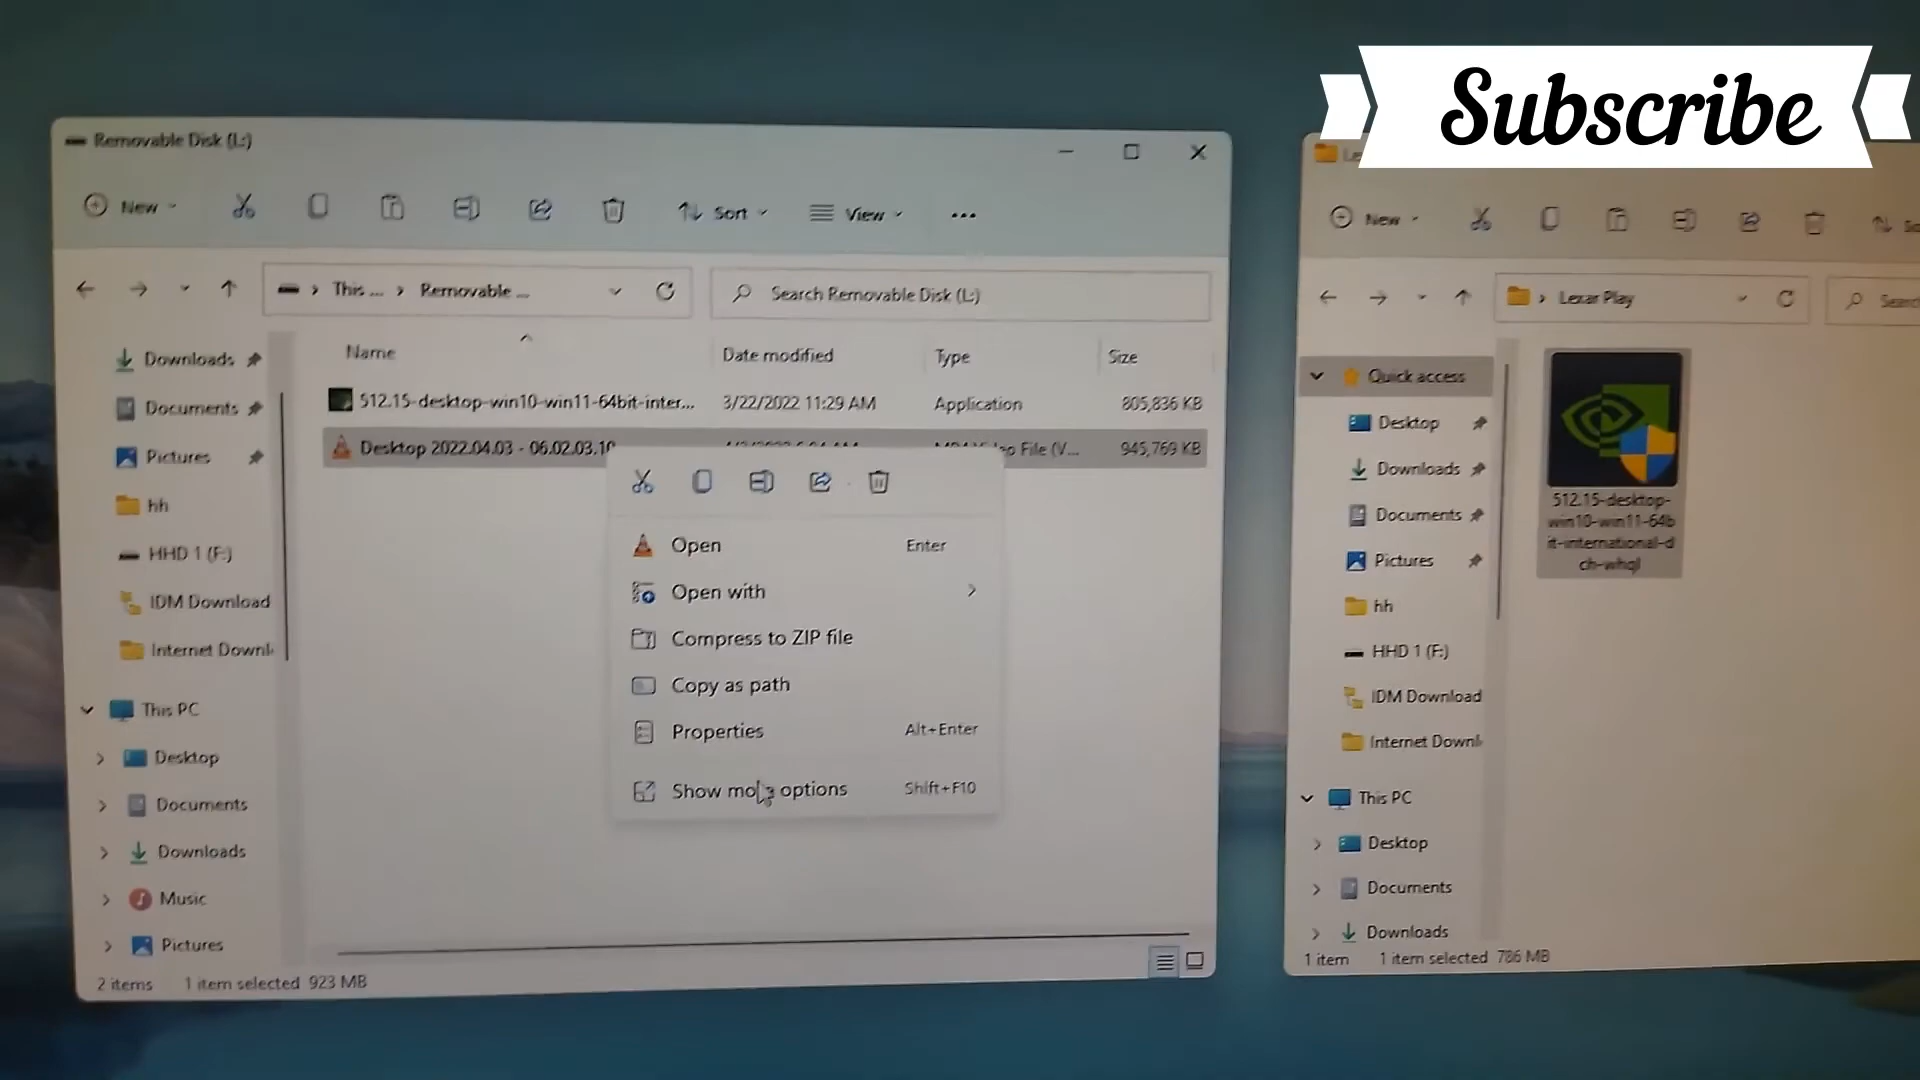 Subscribe
Removable Disk (L:)
New
Sort
View
This ...
Removable ...
Search Removable Disk (L:)
Name
Date modified
Type
Size
Downloads
Documents
Pictures
hh
HHD 1 (F:)
IDM Download
Internet Downl
This PC
Desktop
Documents
Downloads
Music
Pictures
512.15-desktop-win10-win11-64bit-inter...
3/22/2022 11:29 AM
Application
805,836 KB
Desktop 2022.04.03 - 06.02.03.10
File (V...
945,769 KB
Open
Enter
Open with
Compress to ZIP file
Copy as path
Properties
Alt+Enter
Show more options
Shift+F10
2 items
1 item selected 923 MB
New
Lexar Play
Quick access
Desktop
Downloads
Documents
Pictures
hh
HHD 1 (F:)
IDM Download
Internet Downl
This PC
Desktop
Documents
Downloads
512.15-desktop-
win10-win11-64b
it-international-d
ch-whql
1 item
1 item selected 786 MB